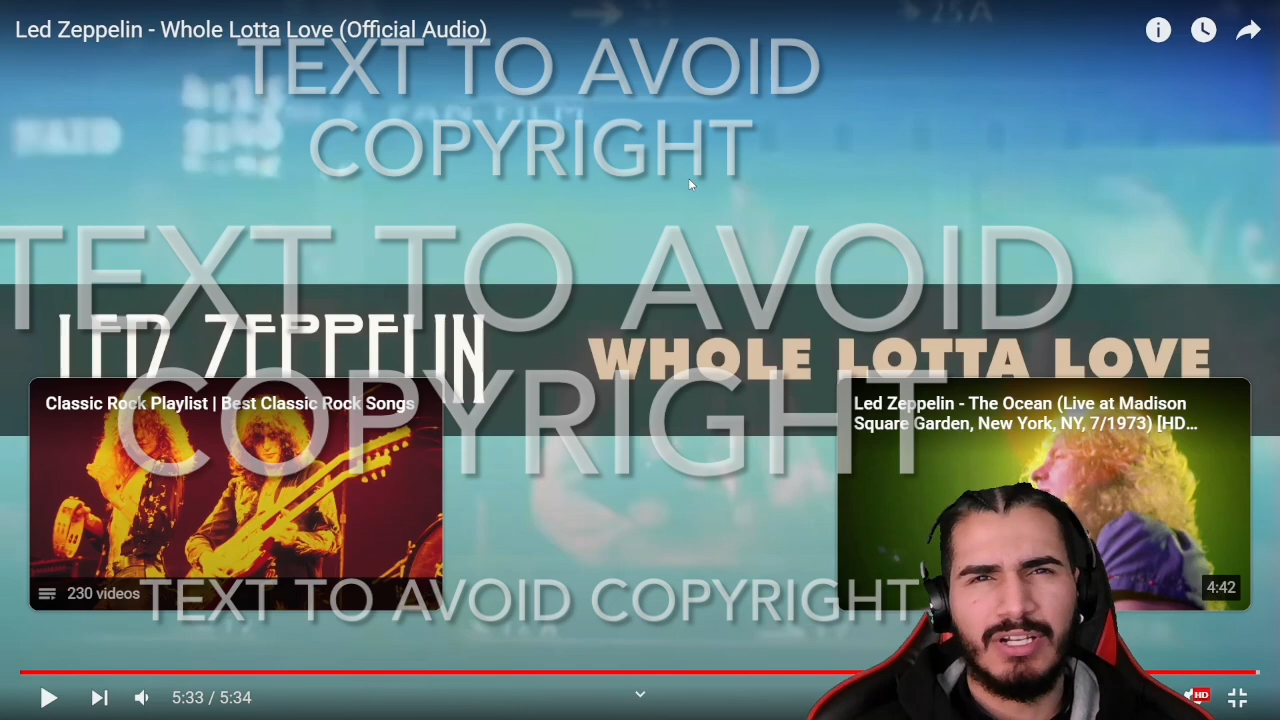 Led Zeppelin - Whole Lotta Love (Official Audio)
TEXT TO AVOID
COPYRIGHT
TEXT TO AVOID
LED ZEPPELIN
WHOLE LOTTA LOVE
COPYRIGHT
Classic Rock Playlist | Best Classic Rock Songs
Led Zeppelin - The Ocean (Live at Madison
Square Garden, New York, NY, 7/1973) [HD...
230 videos
4:42
TEXT TO AVOID COPYRIGHT
5:33 / 5:34
HD